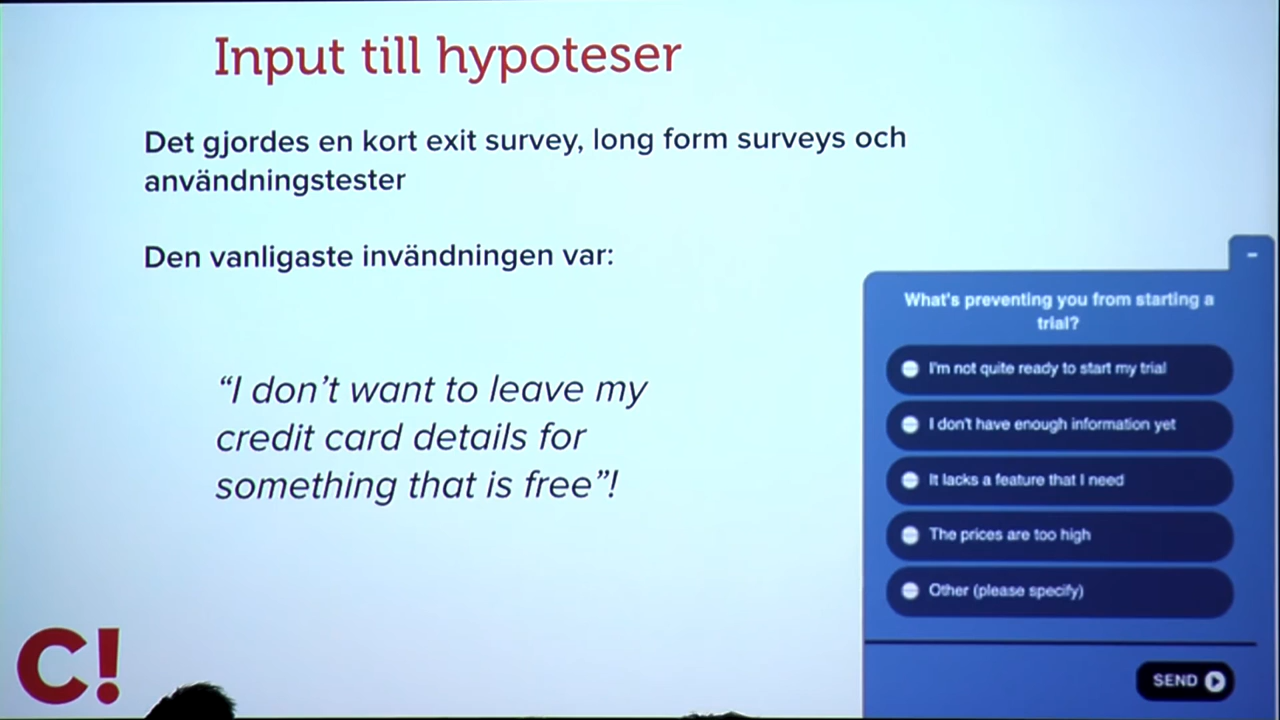 Input till hypoteser
Det gjordes en kort exit survey, long form surveys och
användningstester
Den vanligaste invändningen var:
“I don’t want to leave my
credit card details for
something that is free”!
What's preventing you from starting a
trial?
I'm not quite ready to start my trial
I don't have enough information yet
It lacks a feature that I need
The prices are too high
Other (please specify)
SEND
C!